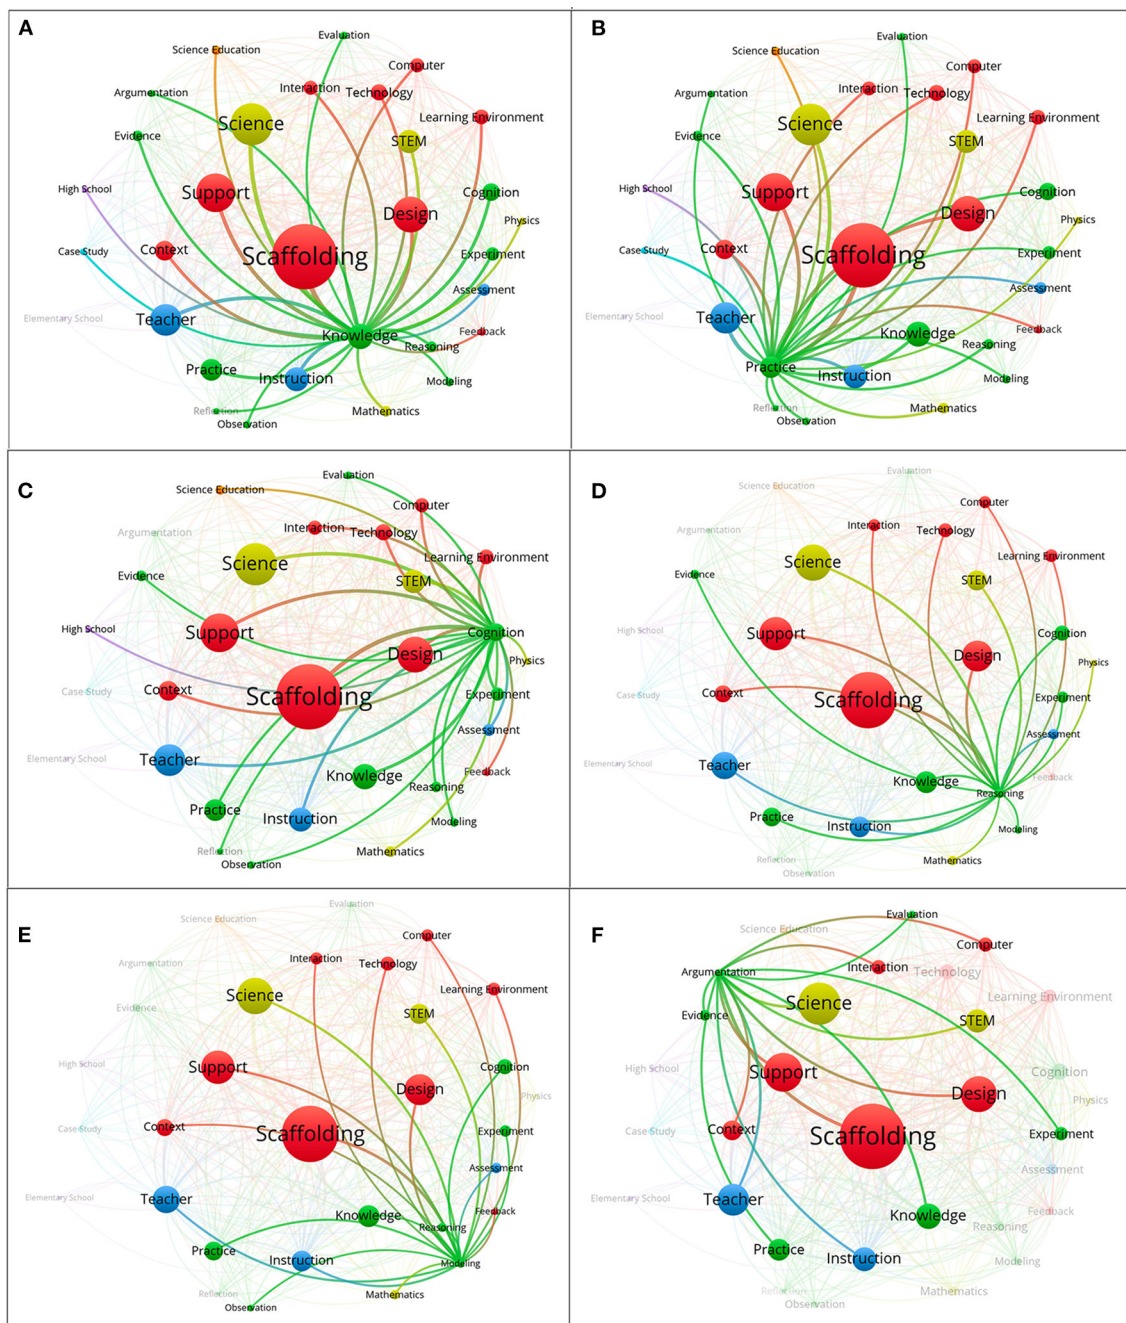 A
Evaluation
Science Education
Computer
Interaction
Technology
Argumentation
Learning Environment
Science
Evidence
STEM
High School
Support
Cognition
Design
Physics
Case Study
Context
Scaffolding
Experiment
Assessment
Elementary School
Teacher
Feedback
Knowledge
Reasoning
Practice
Instruction
Modeling
Reflection
Mathematics
Observation
B
Evaluation
Science Education
Computer
Interaction
Technology
Argumentation
Learning Environment
Science
Evidence
STEM
High School
Support
Cognition
Design
Physics
Case Study
Context
Scaffolding
Experiment
Assessment
Elementary School
Teacher
Feedback
Knowledge
Reasoning
Practice
Instruction
Modeling
Reflection
Mathematics
Observation
C
Evaluation
Science Education
Computer
Interaction
Technology
Argumentation
Learning Environment
Science
Evidence
STEM
High School
Support
Cognition
Design
Physics
Case Study
Context
Scaffolding
Experiment
Assessment
Elementary School
Teacher
Feedback
Knowledge
Reasoning
Practice
Instruction
Modeling
Reflection
Mathematics
Observation
D
Evaluation
Science Education
Computer
Interaction
Technology
Argumentation
Learning Environment
Science
Evidence
STEM
High School
Support
Cognition
Design
Physics
Case Study
Context
Scaffolding
Experiment
Assessment
Elementary School
Teacher
Feedback
Knowledge
Reasoning
Practice
Instruction
Modeling
Reflection
Mathematics
Observation
E
Evaluation
Science Education
Computer
Interaction
Technology
Argumentation
Learning Environment
Science
Evidence
STEM
High School
Support
Cognition
Design
Physics
Case Study
Context
Scaffolding
Experiment
Assessment
Elementary School
Teacher
Feedback
Knowledge
Reasoning
Practice
Instruction
Modeling
Reflection
Mathematics
Observation
F
Evaluation
Science Education
Computer
Interaction
Technology
Argumentation
Learning Environment
Science
Evidence
STEM
High School
Support
Cognition
Design
Physics
Case Study
Context
Scaffolding
Experiment
Assessment
Elementary School
Teacher
Feedback
Knowledge
Reasoning
Practice
Instruction
Modeling
Reflection
Mathematics
Observation